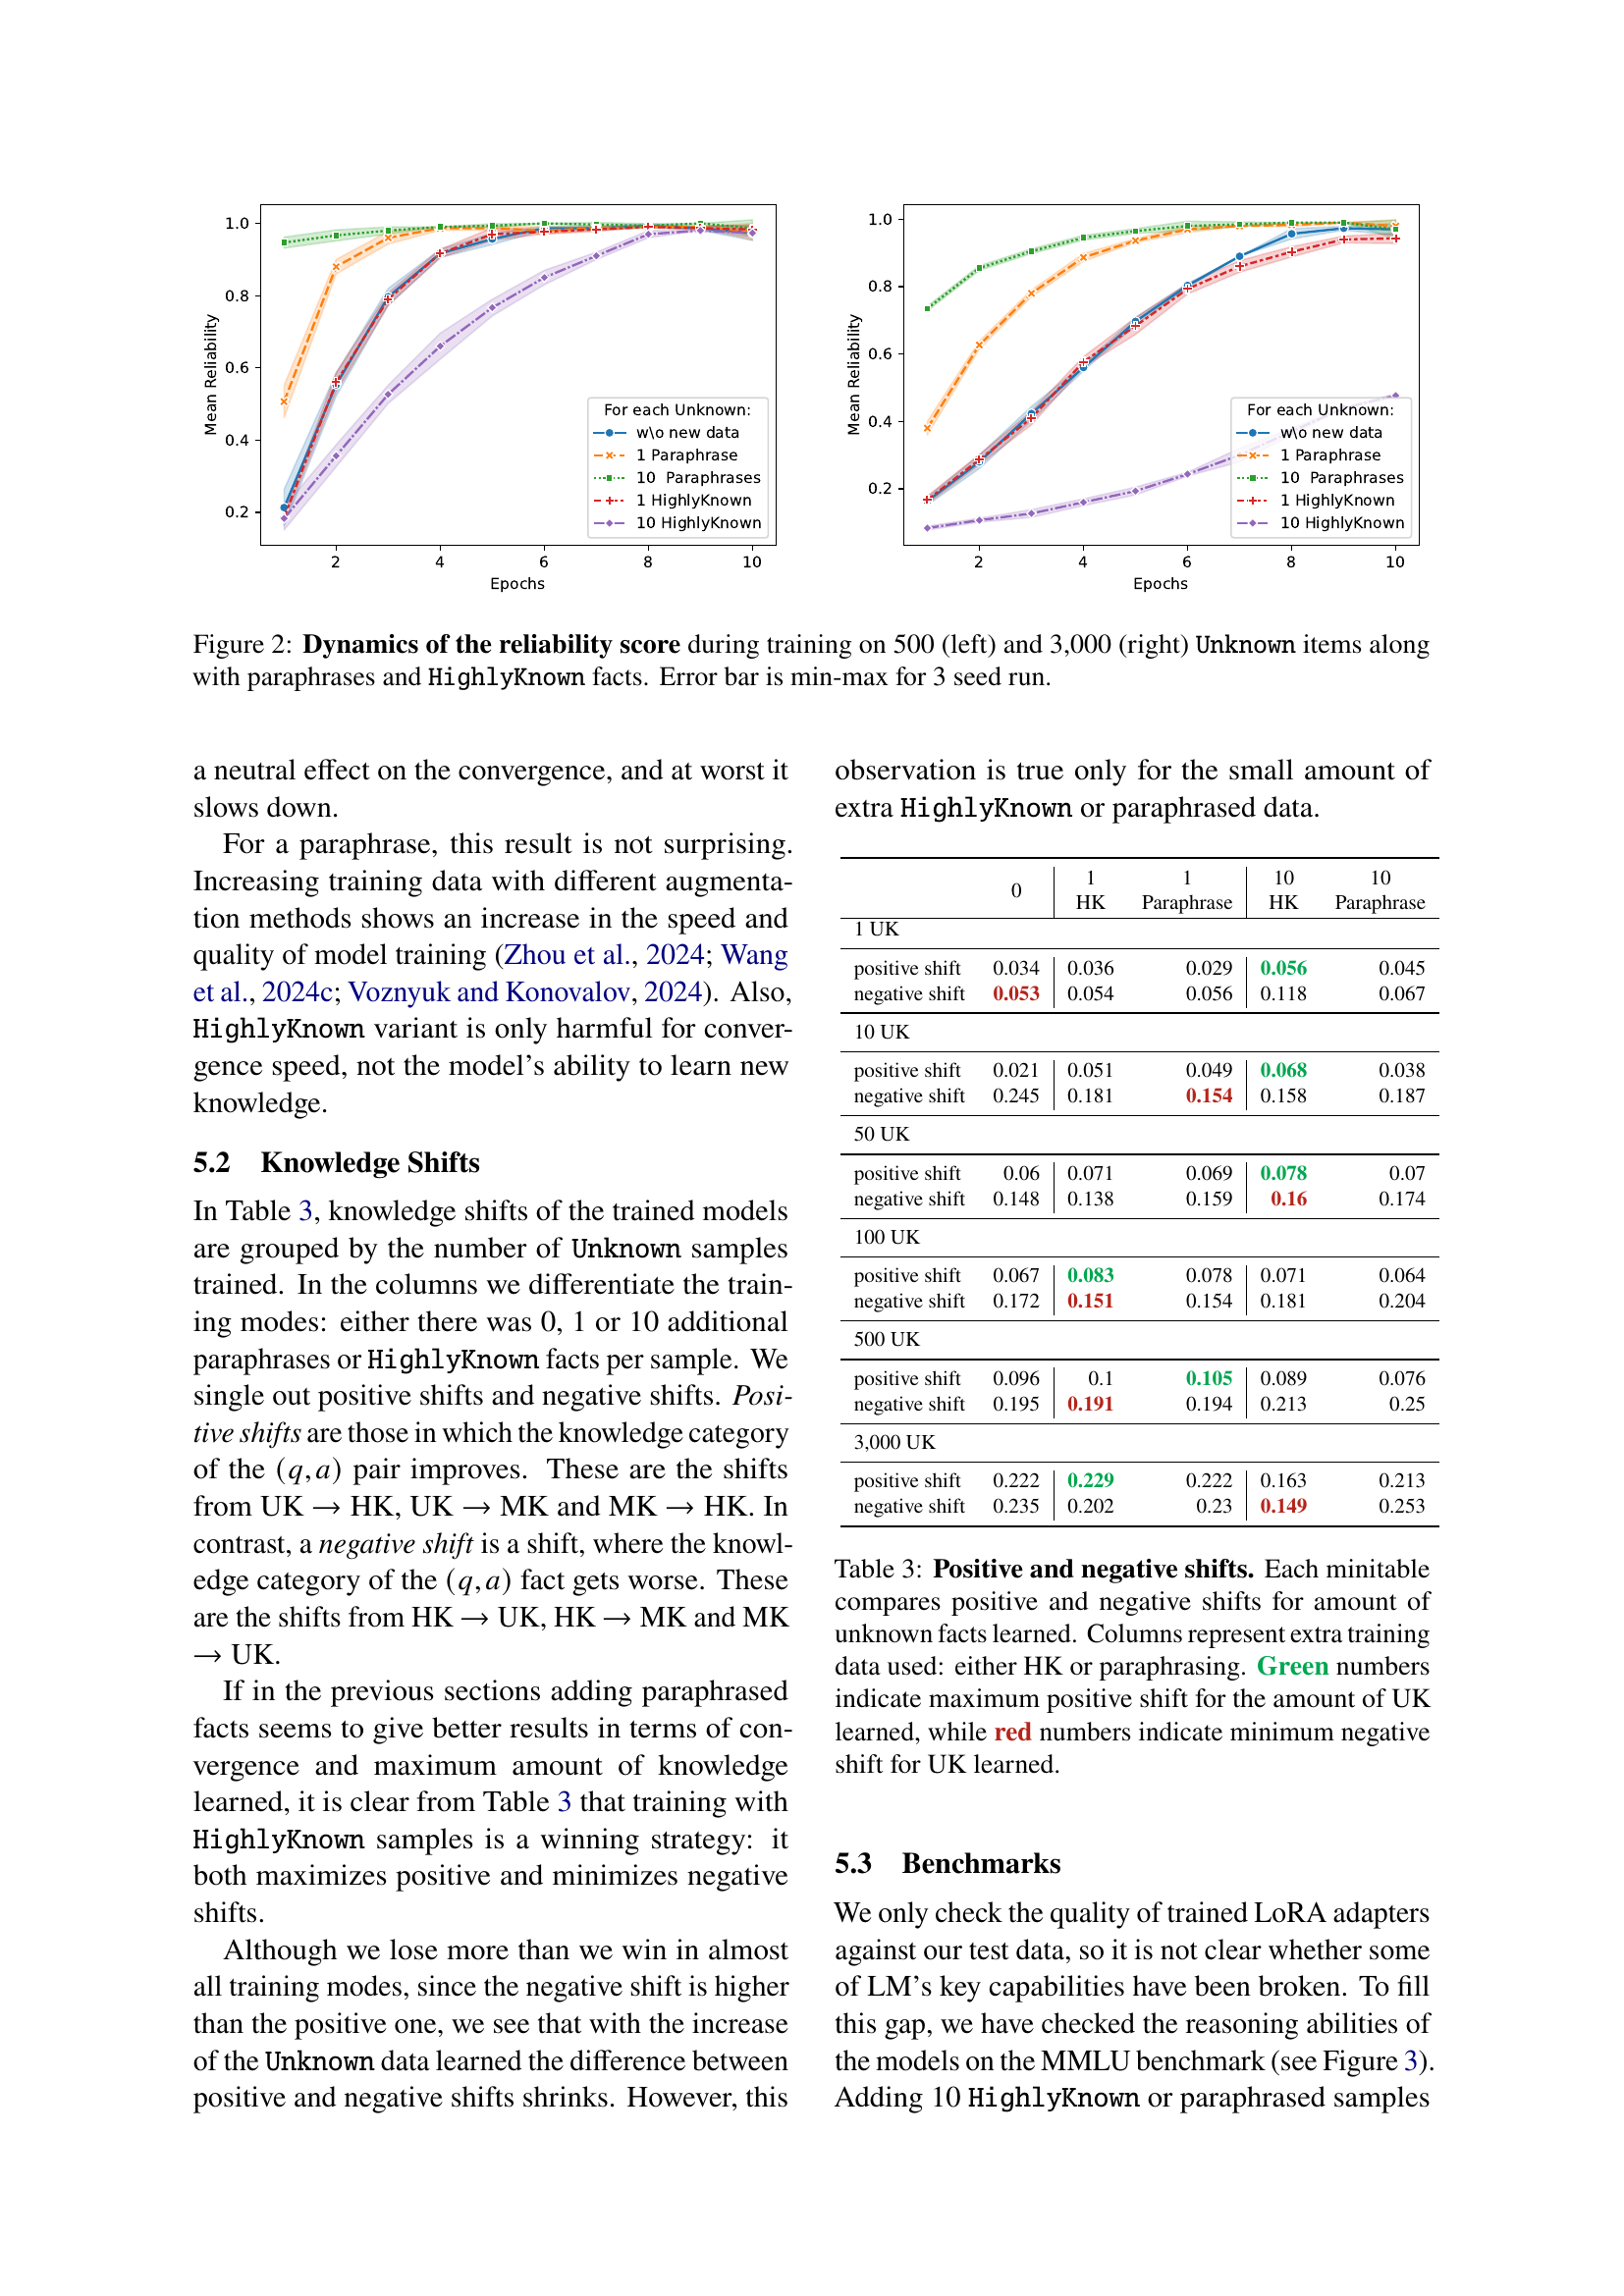 1.0
0.8
0.6
0.4
0.2
Mean Reliability
2 4 6 8 10
Epochs
For each Unknown:
w\o new data
1 Paraphrase
10 Paraphrases
1 HighlyKnown
10 HighlyKnown
1.0
0.8
0.6
0.4
0.2
Mean Reliability
2 4 6 8 10
Epochs
For each Unknown:
w\o new data
1 Paraphrase
10 Paraphrases
1 HighlyKnown
10 HighlyKnown
Figure 2: Dynamics of the reliability score during training on 500 (left) and 3,000 (right) Unknown items along
with paraphrases and HighlyKnown facts. Error bar is min-max for 3 seed run.
a neutral effect on the convergence, and at worst it
slows down.
For a paraphrase, this result is not surprising.
Increasing training data with different augmenta-
tion methods shows an increase in the speed and
quality of model training (Zhou et al., 2024; Wang
et al., 2024c; Voznyuk and Konovalov, 2024). Also,
HighlyKnown variant is only harmful for conver-
gence speed, not the model's ability to learn new
knowledge.
5.2 Knowledge Shifts
In Table 3, knowledge shifts of the trained models
are grouped by the number of Unknown samples
trained. In the columns we differentiate the train-
ing modes: either there was 0, 1 or 10 additional
paraphrases or HighlyKnown facts per sample. We
single out positive shifts and negative shifts. Posi-
tive shifts are those in which the knowledge category
of the (q, a) pair improves. These are the shifts
from UK → HK, UK → MK and MK → HK. In
contrast, a negative shift is a shift, where the knowl-
edge category of the (q, a) fact gets worse. These
are the shifts from HK → UK, HK → MK and MK
→ UK.
If in the previous sections adding paraphrased
facts seems to give better results in terms of con-
vergence and maximum amount of knowledge
learned, it is clear from Table 3 that training with
HighlyKnown samples is a winning strategy: it
both maximizes positive and minimizes negative
shifts.
Although we lose more than we win in almost
all training modes, since the negative shift is higher
than the positive one, we see that with the increase
of the Unknown data learned the difference between
positive and negative shifts shrinks. However, this
observation is true only for the small amount of
extra HighlyKnown or paraphrased data.
0 1 HK 1 Paraphrase 10 HK 10 Paraphrase
1 UK
positive shift 0.034 0.036 0.029 0.056 0.045
negative shift 0.053 0.054 0.056 0.118 0.067
10 UK
positive shift 0.021 0.051 0.049 0.068 0.038
negative shift 0.245 0.181 0.154 0.158 0.187
50 UK
positive shift 0.06 0.071 0.069 0.078 0.07
negative shift 0.148 0.138 0.159 0.16 0.174
100 UK
positive shift 0.067 0.083 0.078 0.071 0.064
negative shift 0.172 0.151 0.154 0.181 0.204
500 UK
positive shift 0.096 0.1 0.105 0.089 0.076
negative shift 0.195 0.191 0.194 0.213 0.25
3,000 UK
positive shift 0.222 0.229 0.222 0.163 0.213
negative shift 0.235 0.202 0.23 0.149 0.253
Table 3: Positive and negative shifts. Each minitable
compares positive and negative shifts for amount of
unknown facts learned. Columns represent extra training
data used: either HK or paraphrasing. Green numbers
indicate maximum positive shift for the amount of UK
learned, while red numbers indicate minimum negative
shift for UK learned.
5.3 Benchmarks
We only check the quality of trained LoRA adapters
against our test data, so it is not clear whether some
of LM's key capabilities have been broken. To fill
this gap, we have checked the reasoning abilities of
the models on the MMLU benchmark (see Figure 3).
Adding 10 HighlyKnown or paraphrased samples